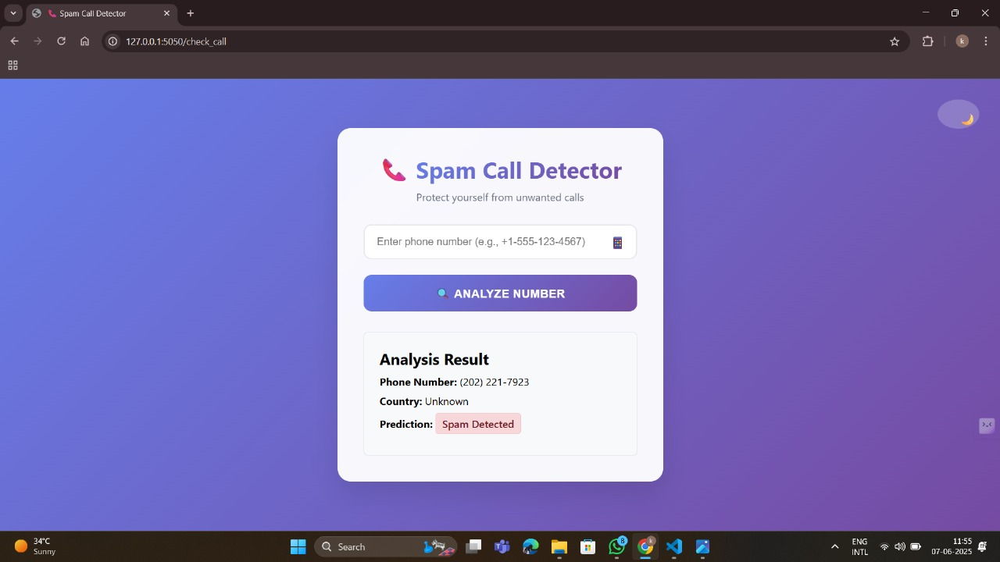 Spam Call Detector
127.0.0.1:5050/check_call
k
Spam Call Detector
Protect yourself from unwanted calls
Enter phone number (e.g., +1-555-123-4567)
ANALYZE NUMBER
Analysis Result
Phone Number: (202) 221-7923
Country: Unknown
Prediction: Spam Detected
34°C
Sunny
Search
8
k
ENG
INTL
11:55
07-06-2025